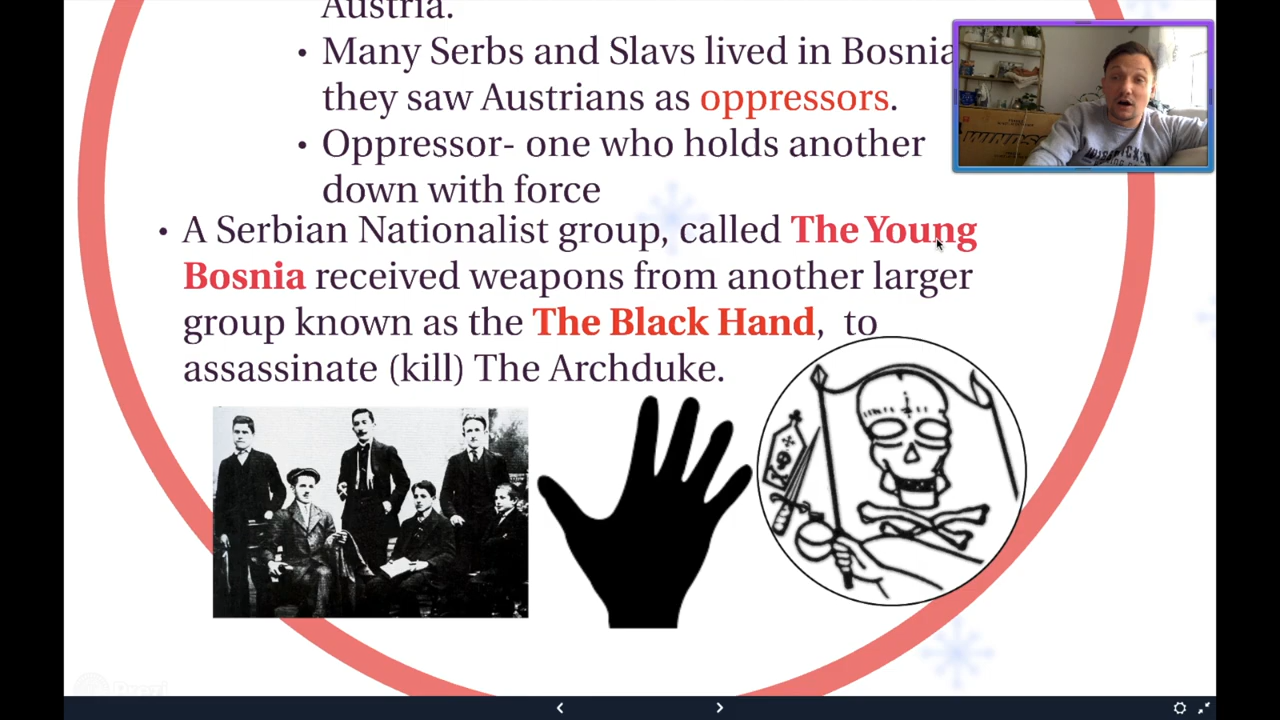 Austria.
• Many Serbs and Slavs lived in Bosnia
they saw Austrians as oppressors.
• Oppressor- one who holds another
down with force
• A Serbian Nationalist group, called The Young
Bosnia received weapons from another larger
group known as the The Black Hand, to
assassinate (kill) The Archduke.
Prezi